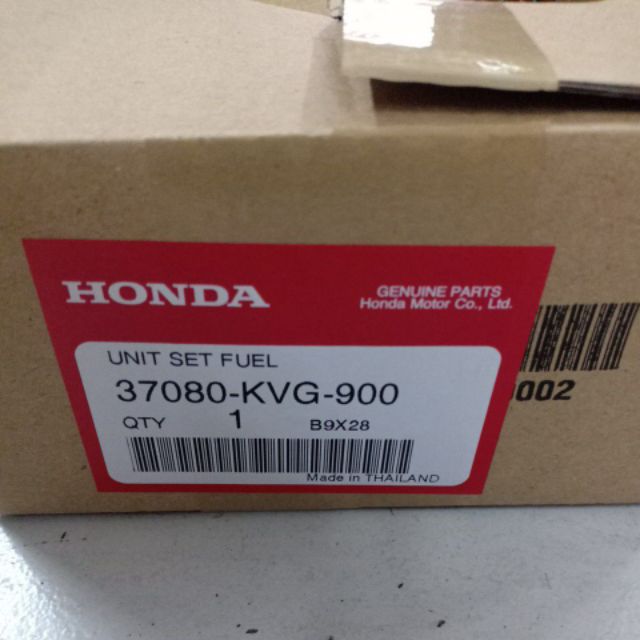 HONDA
GENUINE PARTS
Honda Motor Co., Ltd.
UNIT SET FUEL
37080-KVG-900
QTY 1 B9X28
Made in THAILAND
002